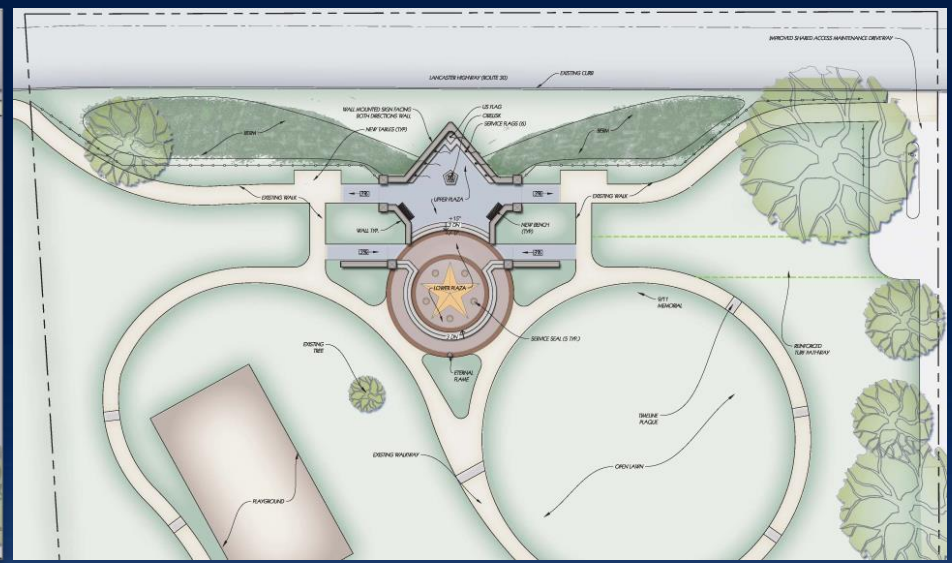 IMPROVED SHARED ACCESS MAINTENANCE DRIVEWAY
LANCASTER HIGHWAY (ROUTE 30)
EXISTING CURB
WALL MOUNTED SIGN FACING
BOTH DIRECTIONS WALL
US FLAG
OBELISK
SERVICE FLAGS (6)
BERM
BERM
NEW TABLES (TYP.)
EXISTING WALK
EXISTING WALK
UPPER PLAZA
WALL TYP.
NEW BENCH
(TYP.)
LOWER PLAZA
9/11
MEMORIAL
SERVICE SEAL (5 TYP.)
REINFORCED
TURF PATHWAY
EXISTING
TREE
ETERNAL
FLAME
TIMELINE
PLAQUE
EXISTING WALKWAY
OPEN LAWN
PLAYGROUND